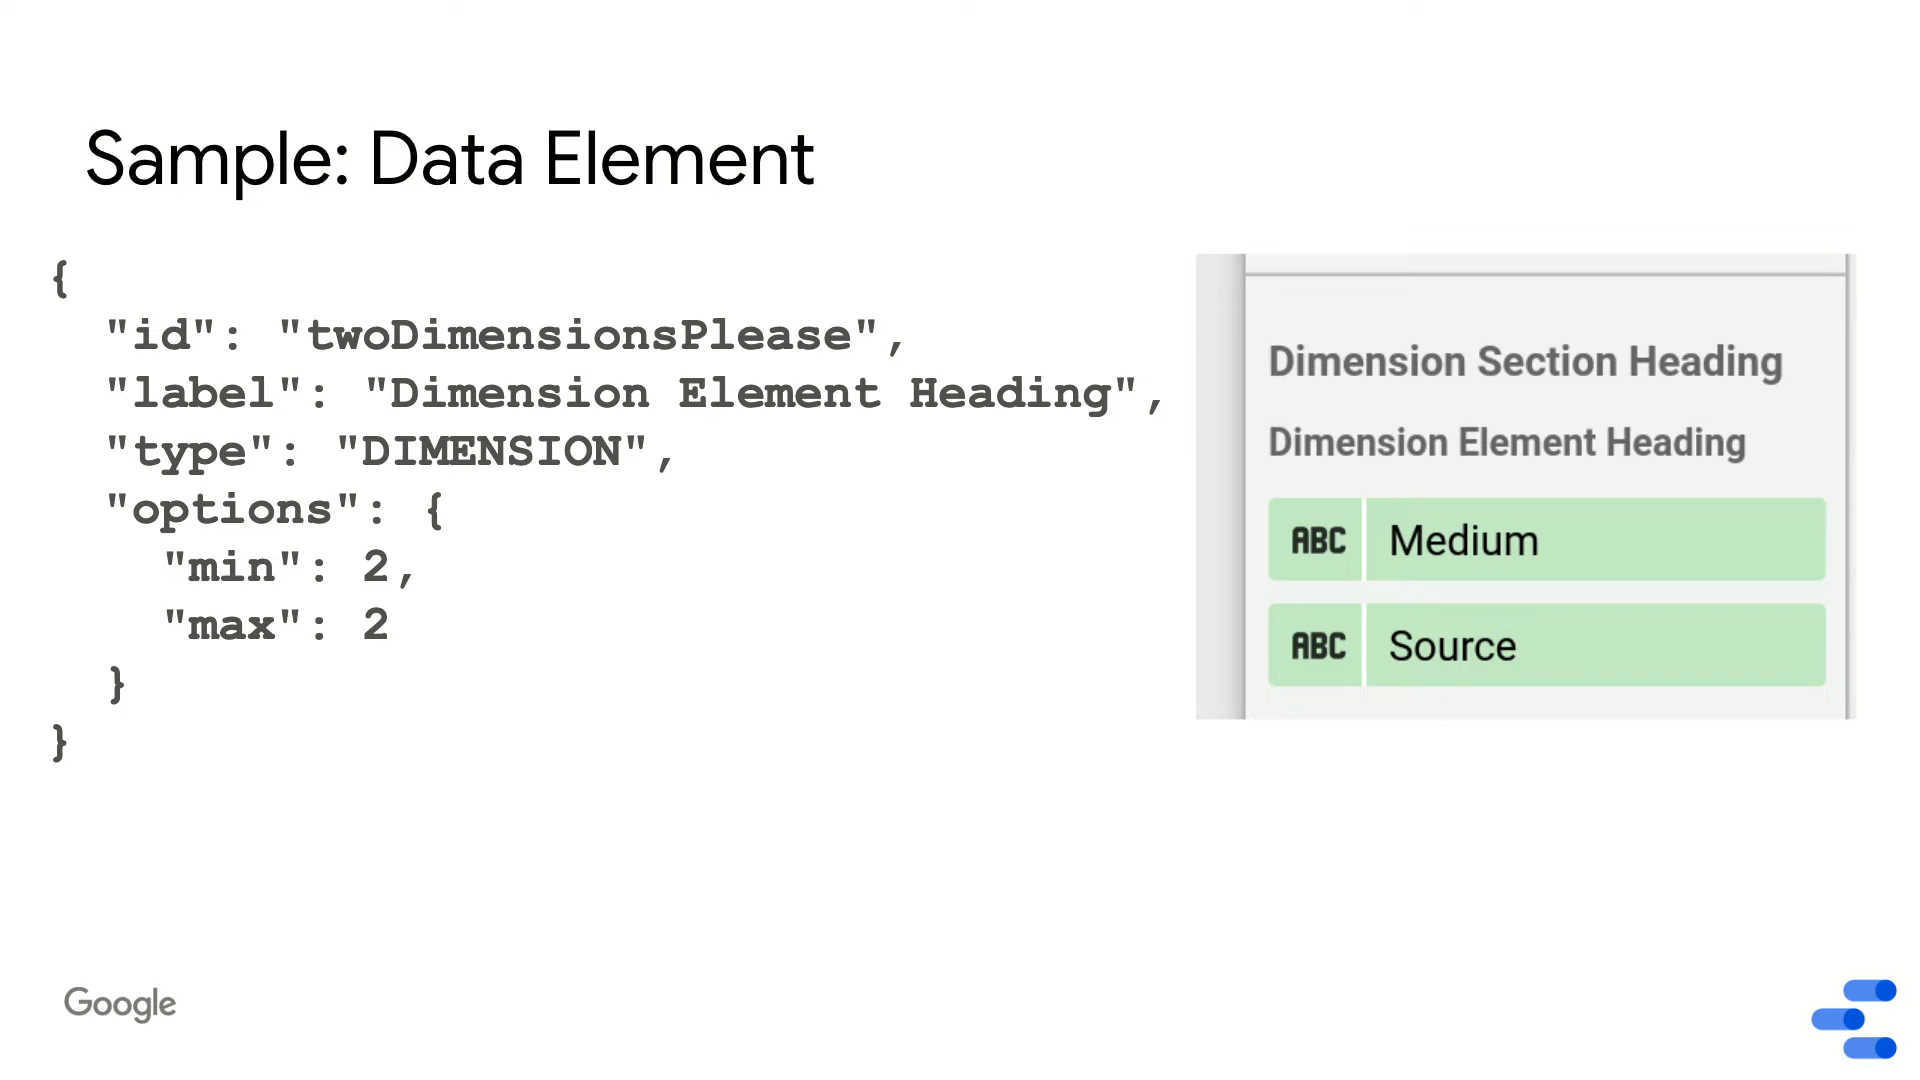 Sample: Data Element
{
"id": "twoDimensionsPlease",
"label": "Dimension Element Heading",
"type": "DIMENSION",
"options": {
"min": 2,
"max": 2
}
}
Dimension Section Heading
Dimension Element Heading
ABC Medium
ABC Source
Google